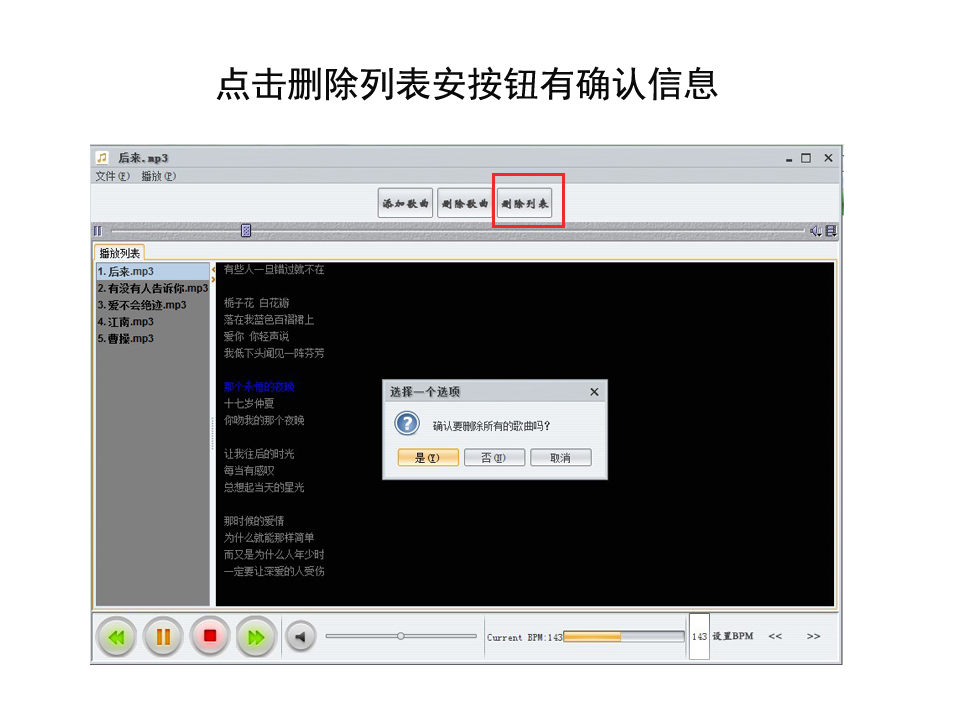 点击删除列表安按钮有确认信息
后来.mp3
文件(F) 播放(P)
添加歌曲 删除歌曲 删除列表
播放列表
1.后来.mp3
2.有没有人告诉你.mp3
3.爱不会绝迹.mp3
4.江南.mp3
5.曹操.mp3
有些人一旦错过就不在
栀子花 白花瓣
落在我蓝色百褶裙上
爱你 你轻声说
我低下头闻见一阵芬芳
那个永恒的夜晚
十七岁仲夏
你吻我的那个夜晚
让我往后的时光
每当有感叹
总想起当天的星光
那时候的爱情
为什么就能那样简单
而又是为什么人年少时
一定要让深爱的人受伤
选择一个选项
确认要删除所有的歌曲吗?
是(Y) 否(N) 取消
Current BPM:143 143 设置BPM << >>